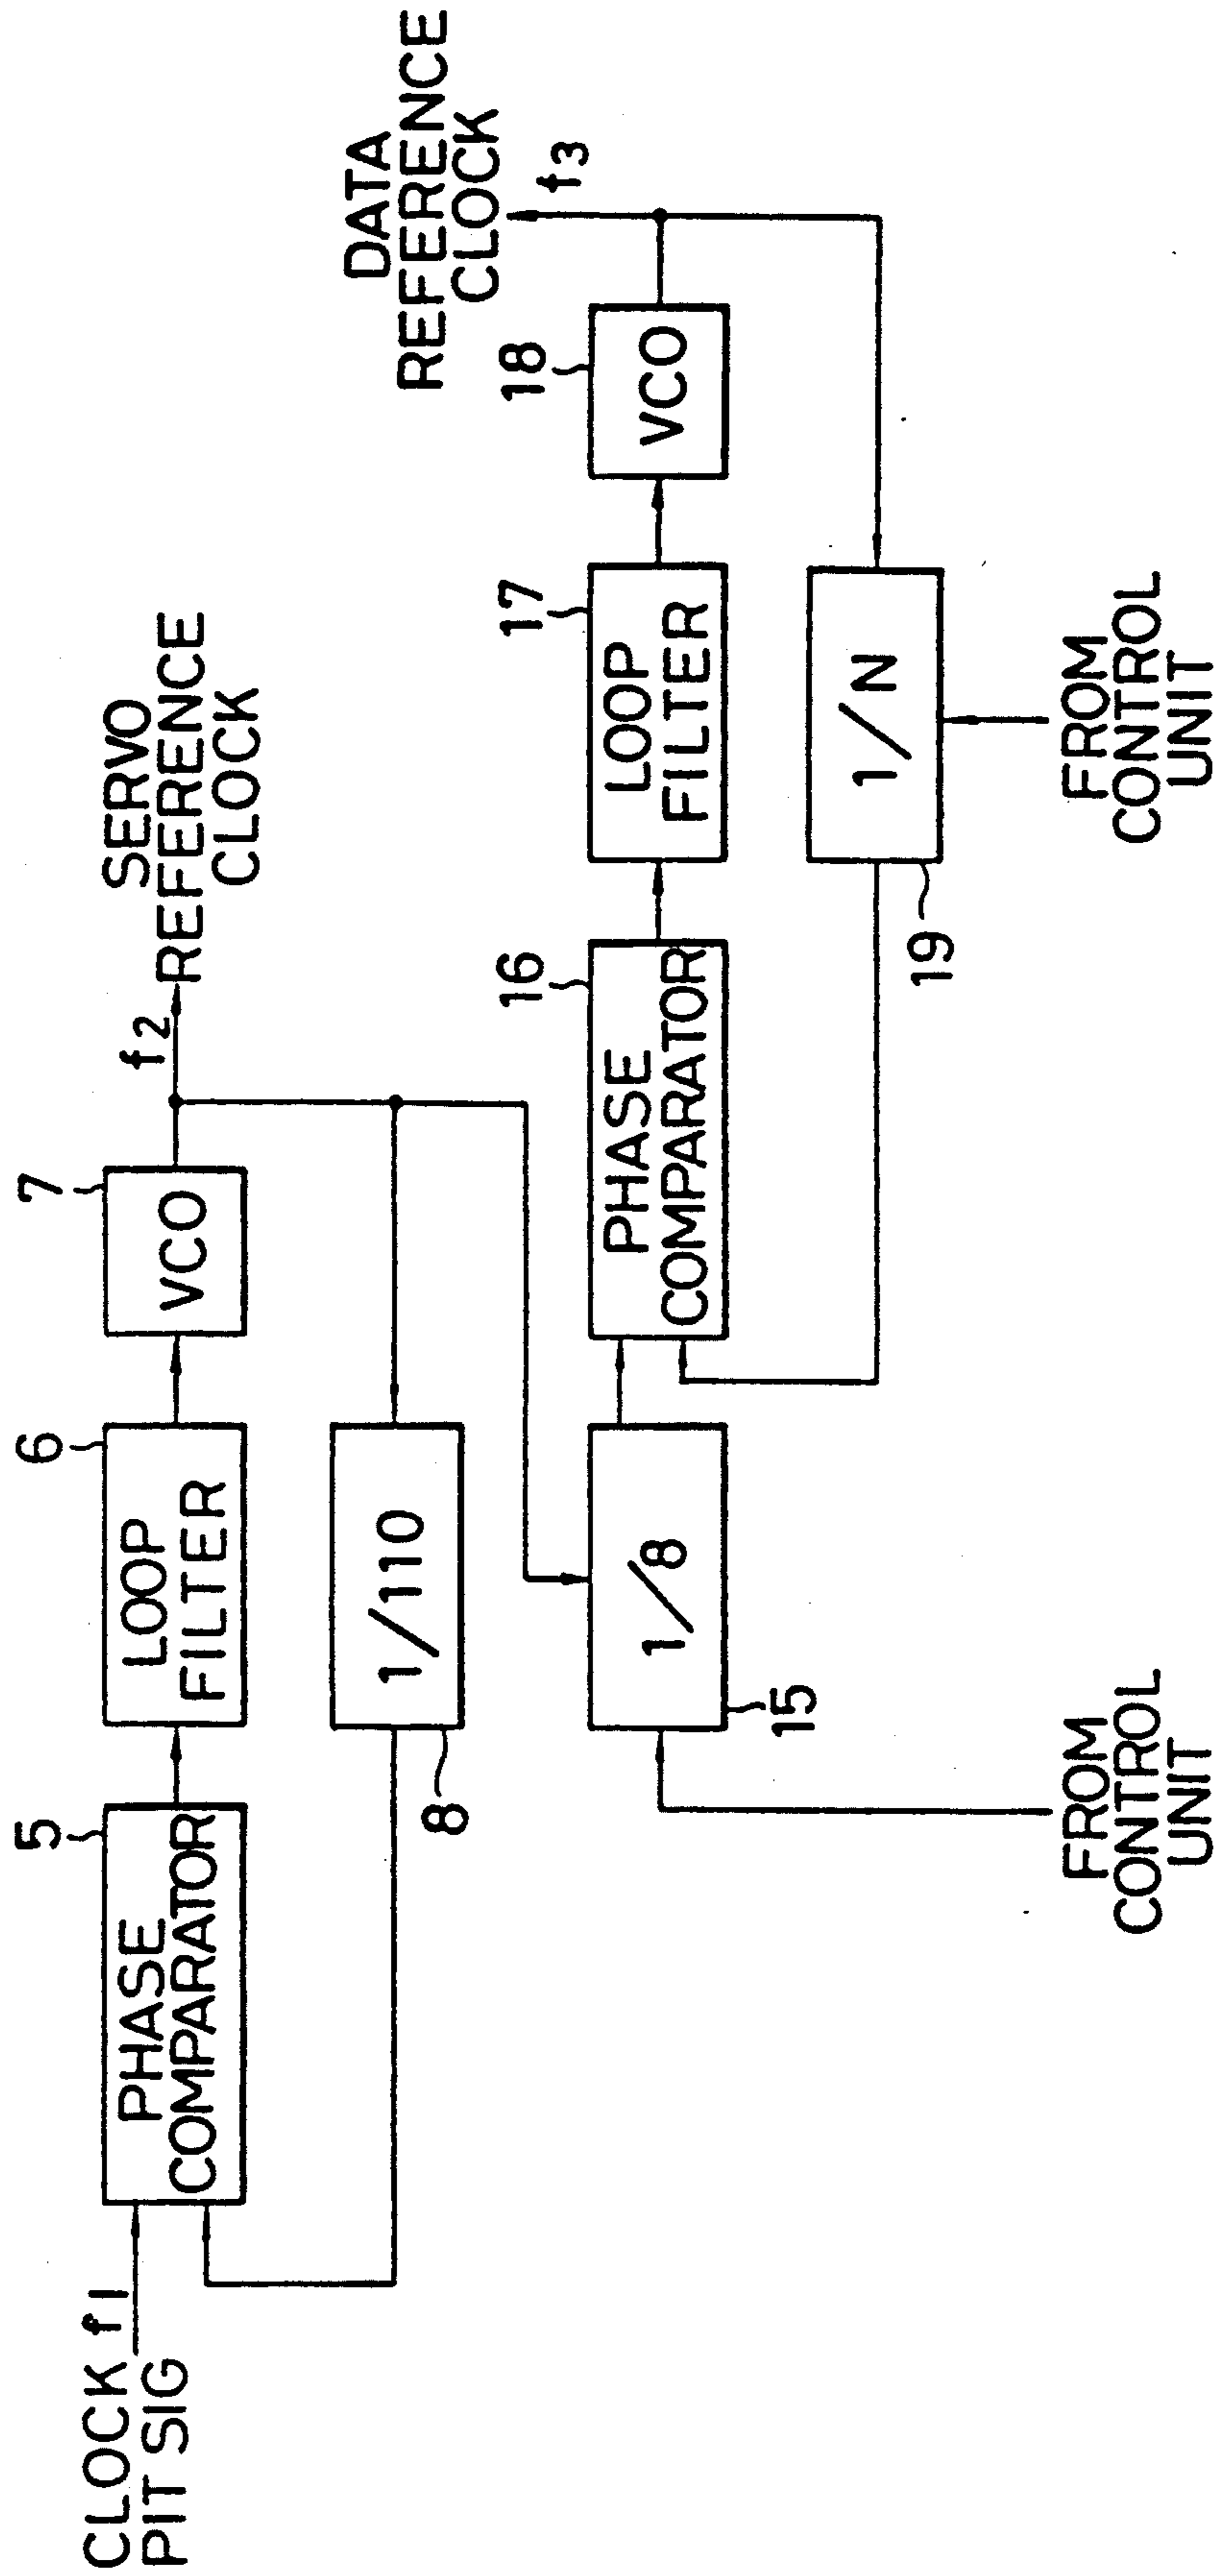 CLOCK f1
PIT SIG
5
PHASE
COMPARATOR
6
LOOP
FILTER
7
VCO
f2
SERVO
REFERENCE
CLOCK
1/110
8
1/8
15
FROM
CONTROL
UNIT
16
PHASE
COMPARATOR
17
LOOP
FILTER
18
VCO
f3
DATA
REFERENCE
CLOCK
1/N
19
FROM
CONTROL
UNIT